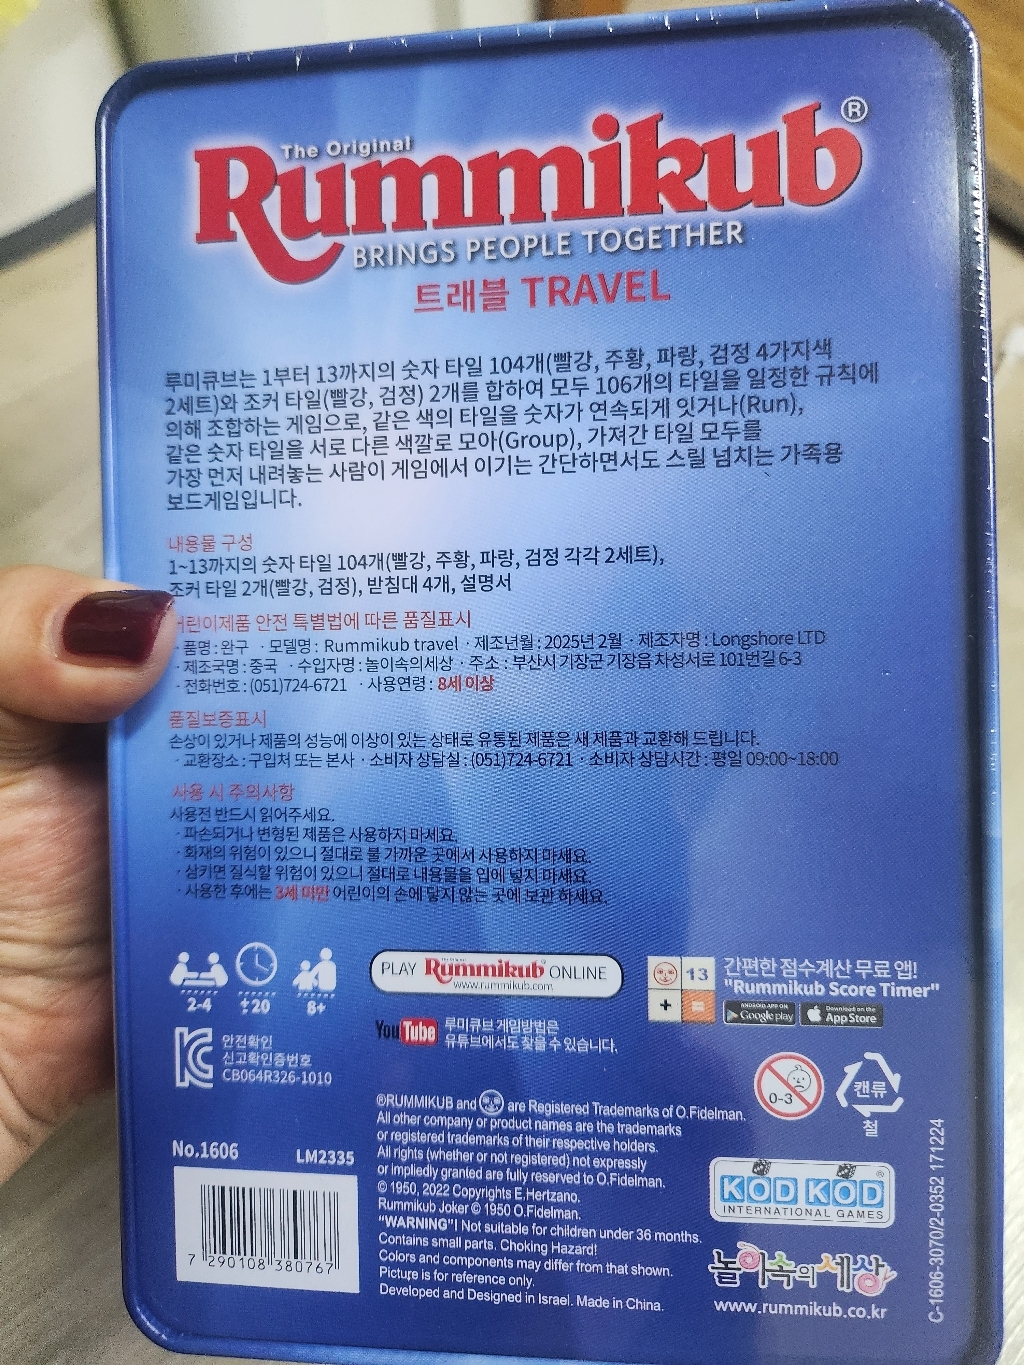 The Original
Rummikub®
BRINGS PEOPLE TOGETHER
트래블 TRAVEL
루미큐브는 1부터 13까지의 숫자 타일 104개(빨강, 주황, 파랑, 검정 4가지색
2세트)와 조커 타일(빨강, 검정) 2개를 합하여 모두 106개의 타일을 일정한 규칙에
의해 조합하는 게임으로, 같은 색의 타일을 숫자가 연속되게 잇거나(Run),
같은 숫자 타일을 서로 다른 색깔로 모아(Group), 가져간 타일 모두를
가장 먼저 내려놓는 사람이 게임에서 이기는 간단하면서도 스릴 넘치는 가족용
보드게임입니다.
내용물 구성
1~13까지의 숫자 타일 104개(빨강, 주황, 파랑, 검정 각각 2세트),
조커 타일 2개(빨강, 검정), 받침대 4개, 설명서
어린이제품 안전 특별법에 따른 품질표시
· 품명 : 완구 · 모델명 : Rummikub travel · 제조년월 : 2025년 2월 · 제조자명 : Longshore LTD
· 제조국명 : 중국 · 수입자명 : 놀이속의세상 · 주소 : 부산시 기장군 기장읍 차성서로 101번길 6-3
· 전화번호 : (051)724-6721 · 사용연령 : 8세 이상
품질보증표시
손상이 있거나 제품의 성능에 이상이 있는 상태로 유통된 제품은 새 제품과 교환해 드립니다.
· 교환장소 : 구입처 또는 본사 · 소비자 상담실 : (051)724-6721 · 소비자 상담시간 : 평일 09:00~18:00
사용 시 주의사항
사용전 반드시 읽어주세요.
· 파손되거나 변형된 제품은 사용하지 마세요.
· 화재의 위험이 있으니 절대로 불 가까운 곳에서 사용하지 마세요.
· 삼키면 질식할 위험이 있으니 절대로 내용물을 입에 넣지 마세요.
· 사용한 후에는 3세 미만 어린이의 손에 닿지 않는 곳에 보관 하세요.
2-4 ±20 8+
PLAY Rummikub ONLINE
www.rummikub.com
13
+ =
간편한 점수계산 무료 앱!
"Rummikub Score Timer"
ANDROID APP ON
Google play
Download on the
App Store
YouTube
루미큐브 게임방법은
유튜브에서도 찾을 수 있습니다.
안전확인
신고확인증번호
CB064R326-1010
0-3
캔류
철
®RUMMIKUB and are Registered Trademarks of O.Fidelman.
All other company or product names are the trademarks
or registered trademarks of their respective holders.
All rights (whether or not registered) not expressly
or impliedly granted are fully reserved to O.Fidelman.
© 1950, 2022 Copyrights E.Hertzano.
Rummikub Joker © 1950 O.Fidelman.
"WARNING"! Not suitable for children under 36 months.
Contains small parts. Choking Hazard!
Colors and components may differ from that shown.
Picture is for reference only.
Developed and Designed in Israel. Made in China.
No.1606 LM2335
7 290108 380767
KOD KOD®
INTERNATIONAL GAMES
놀이속의세상
www.rummikub.co.kr
C-1606-3070/2-0352 171224